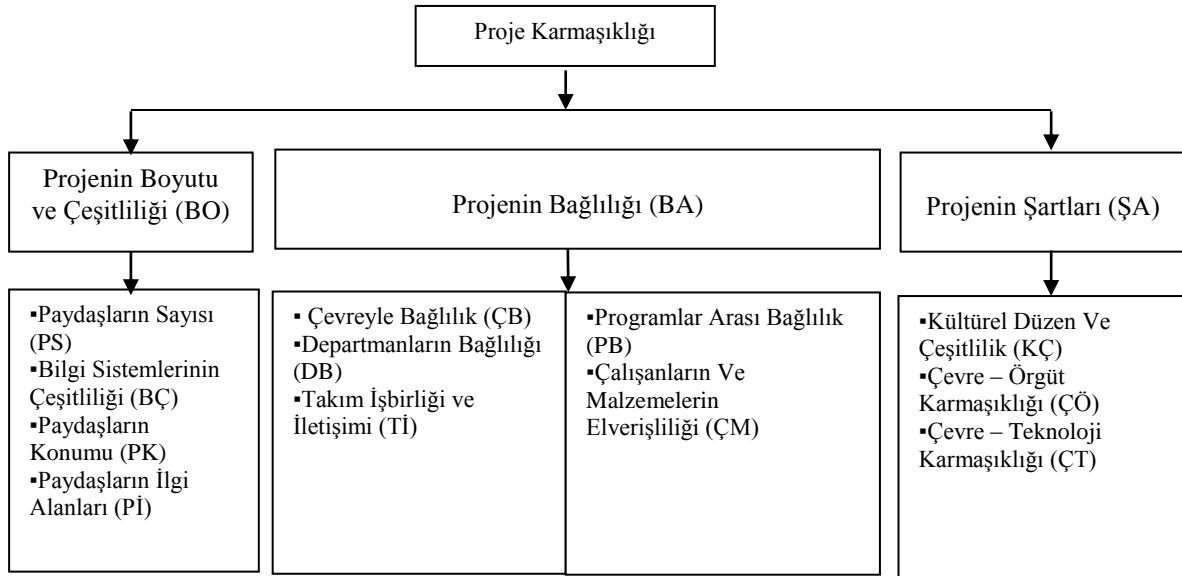 Proje Karmaşıklığı
Projenin Boyutu
ve Çeşitliliği (BO)
Projenin Bağlılığı (BA)
Projenin Şartları (ŞA)
▪Paydaşların Sayısı
(PS)
▪Bilgi Sistemlerinin
Çeşitliliği (BÇ)
▪Paydaşların
Konumu (PK)
▪Paydaşların İlgi
Alanları (Pİ)
▪ Çevreyle Bağlılık (ÇB)
▪Departmanların Bağlılığı
(DB)
▪Takım İşbirliği ve
İletişimi (Tİ)
▪Programlar Arası Bağlılık
(PB)
▪Çalışanların Ve
Malzemelerin
Elverişliliği (ÇM)
▪Kültürel Düzen Ve
Çeşitlilik (KÇ)
▪Çevre – Örgüt
Karmaşıklığı (ÇÖ)
▪Çevre – Teknoloji
Karmaşıklığı (ÇT)